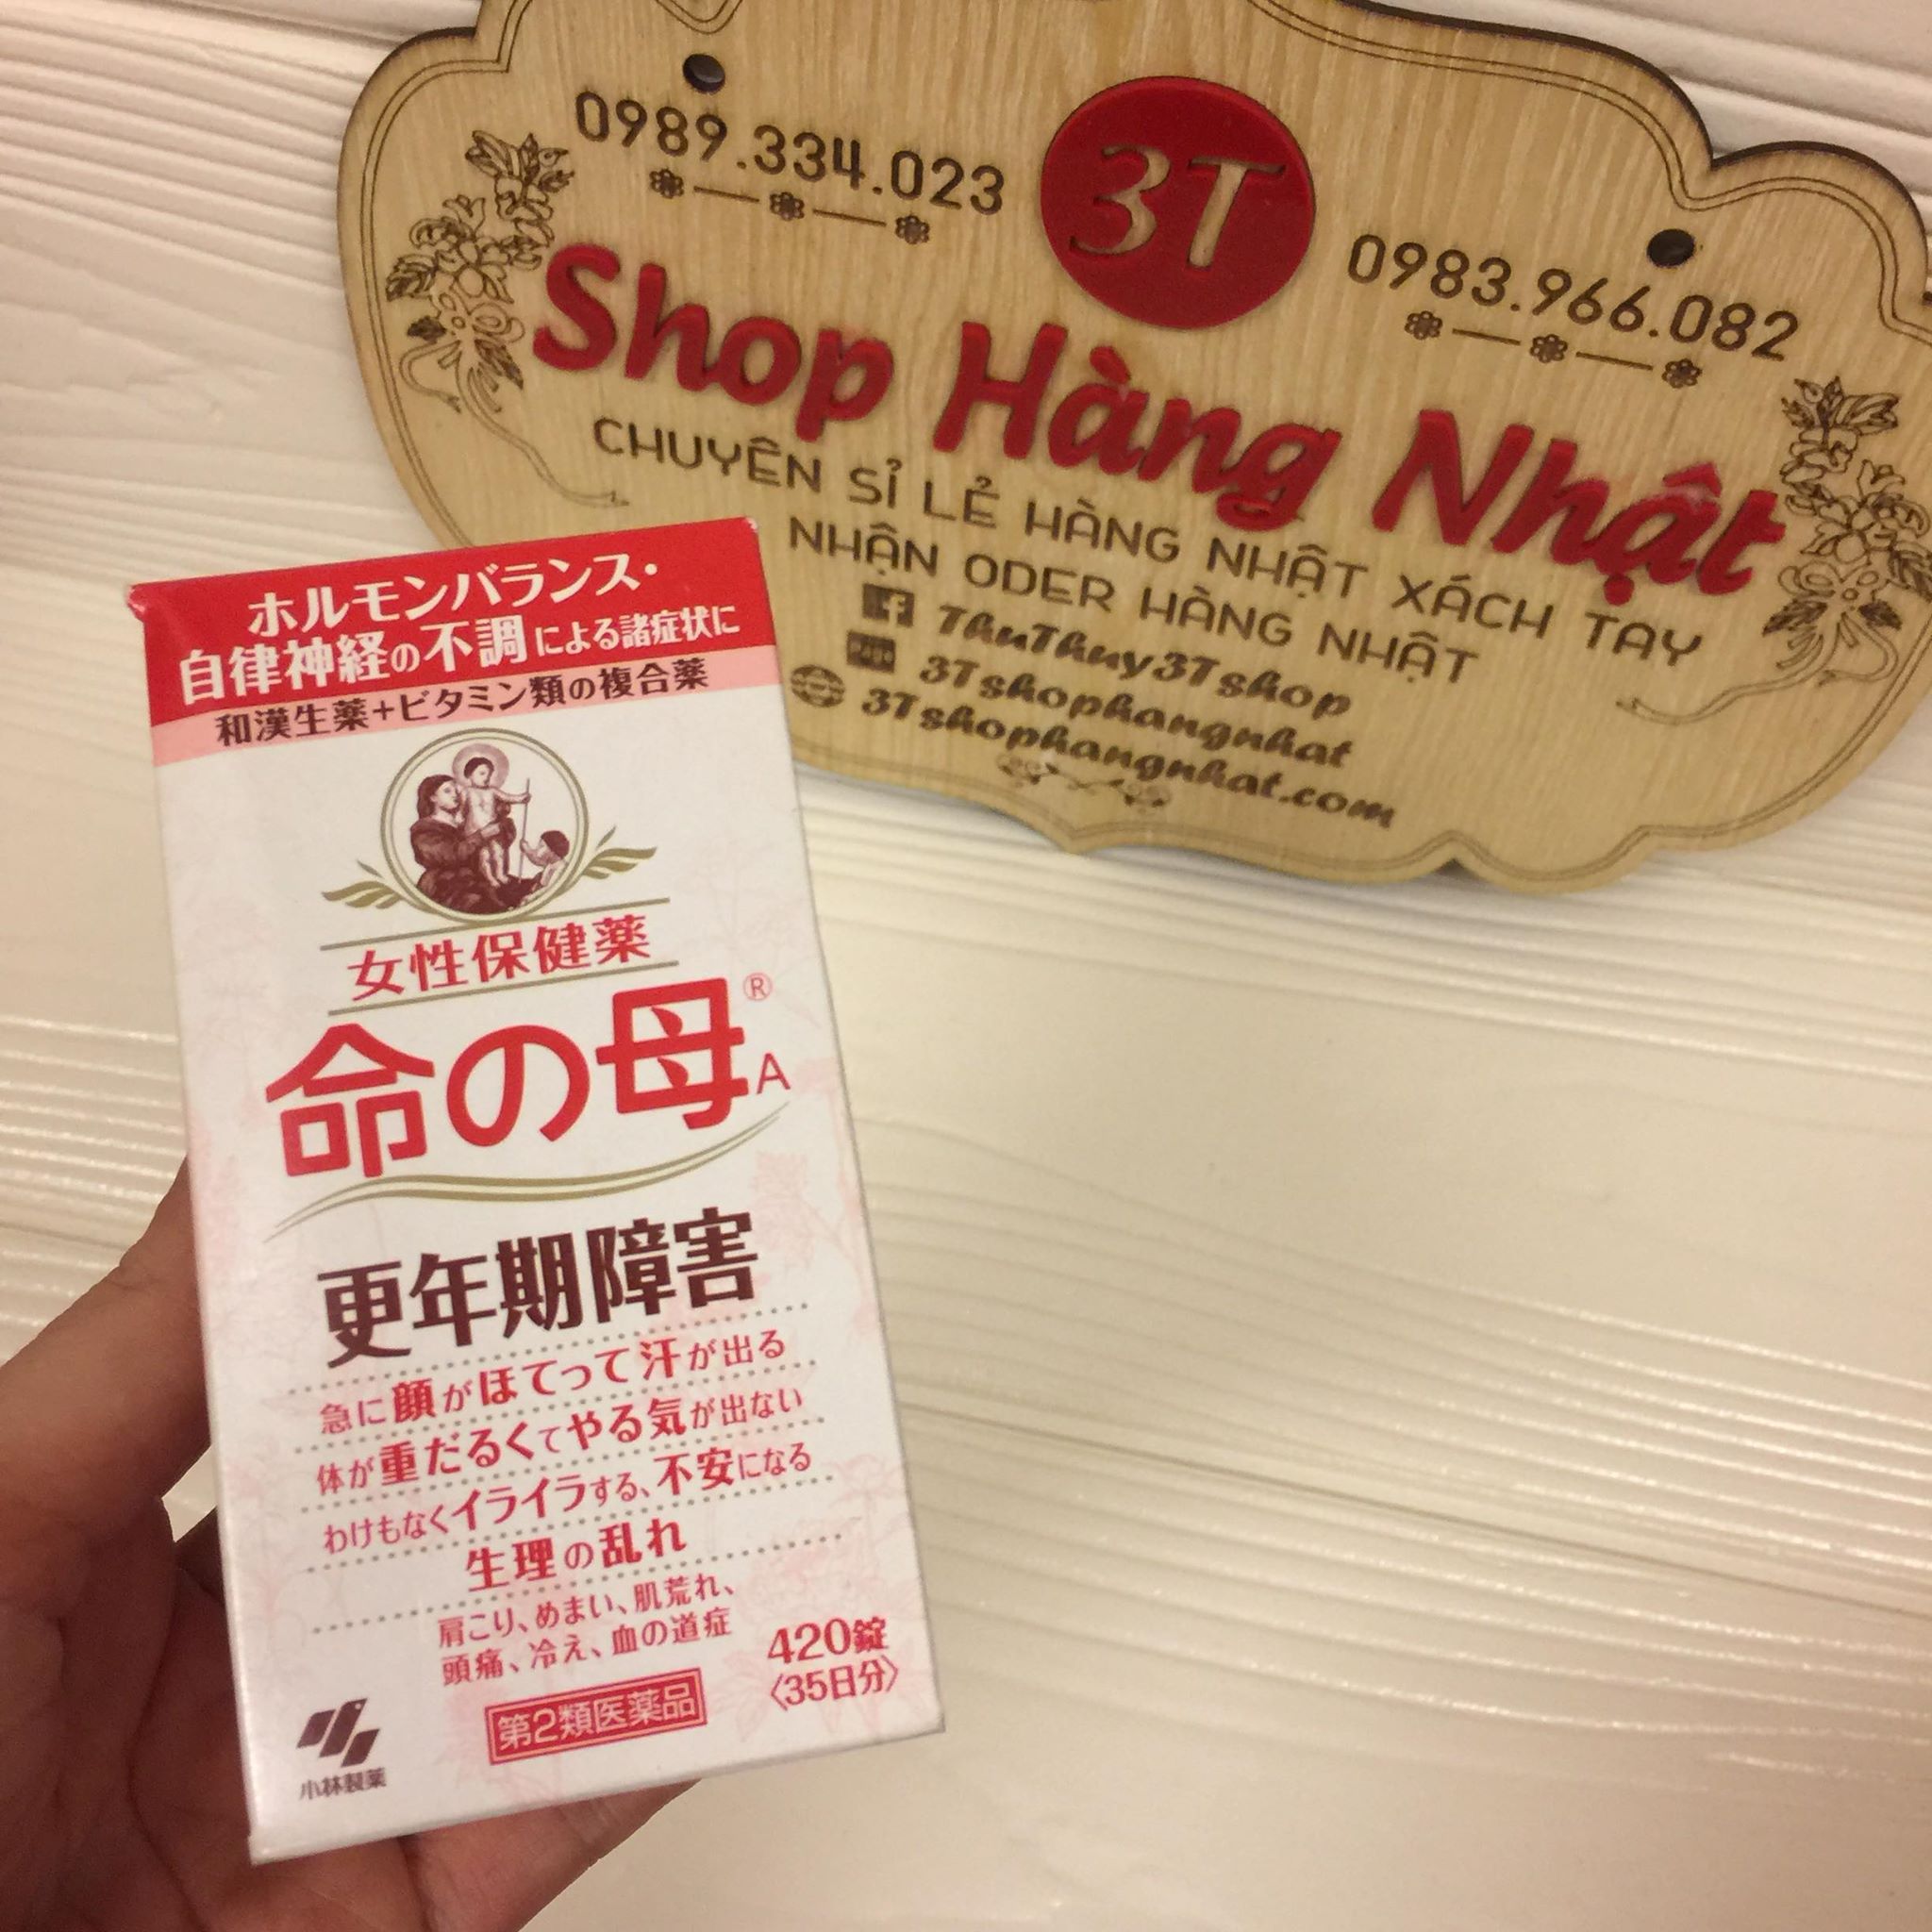 0989.334.023
3T
0983.966.082
Shop Hàng Nhật
CHUYÊN SỈ LẺ HÀNG NHẬT XÁCH TAY
NHẬN ODER HÀNG NHẬT
f ThuThuy3Tshop
Page 3Tshophangnhat
3Tshophangnhat.com
ホルモンバランス・
自律神経の不調による諸症状に
和漢生薬+ビタミン類の複合薬
女性保健薬
命の母A®
更年期障害
急に顔がほてって汗が出る
体が重だるくてやる気が出ない
わけもなくイライラする、不安になる
生理の乱れ
肩こり、めまい、肌荒れ、
頭痛、冷え、血の道症
420錠
〈35日分〉
第2類医薬品
小林製薬